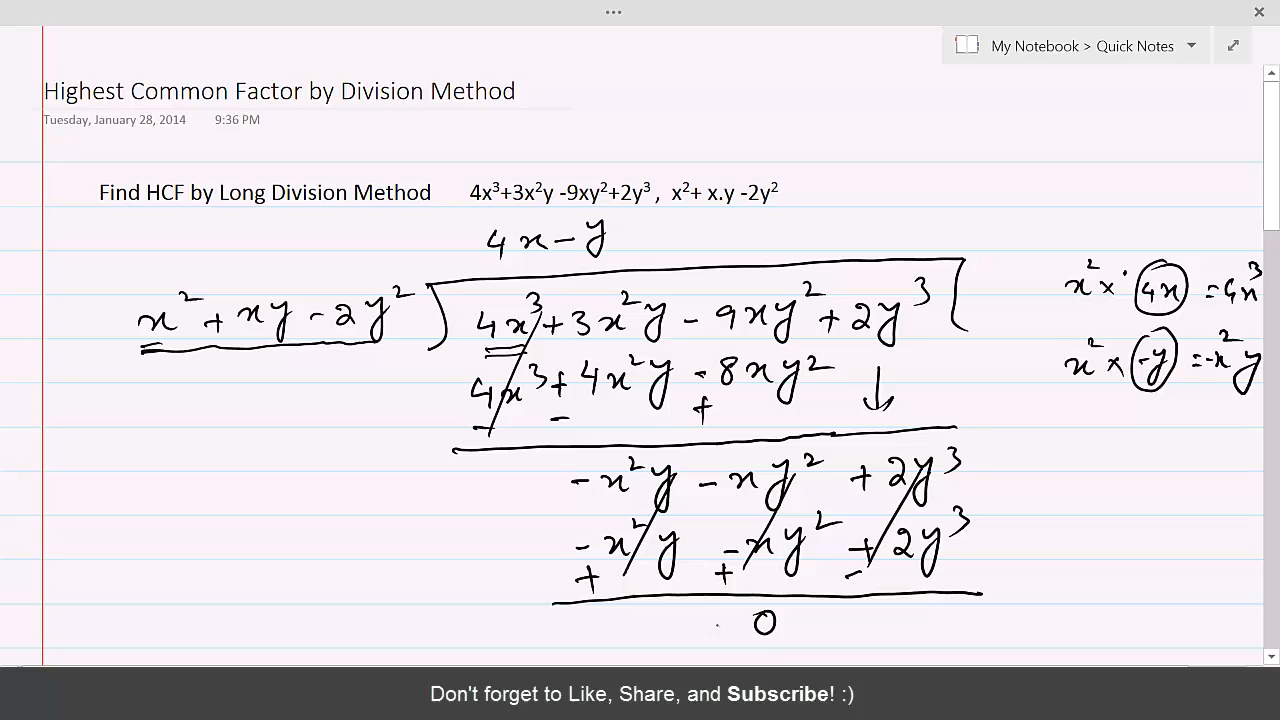 ...
My Notebook > Quick Notes
Highest Common Factor by Division Method
Tuesday, January 28, 2014 9:36 PM
Find HCF by Long Division Method 4x³+3x²y -9xy²+2y³ , x²+ x.y -2y²
4x - y
x² + xy - 2y² ) 4x³ + 3x²y - 9xy² + 2y³ (
x² × 4x = 4x³
4x³ + 4x²y - 8xy² ↓
x² × -y = -x²y
- - +
-x²y - xy² + 2y³
-x²y - xy² + 2y³
+ + -
0
Don't forget to Like, Share, and Subscribe! :)